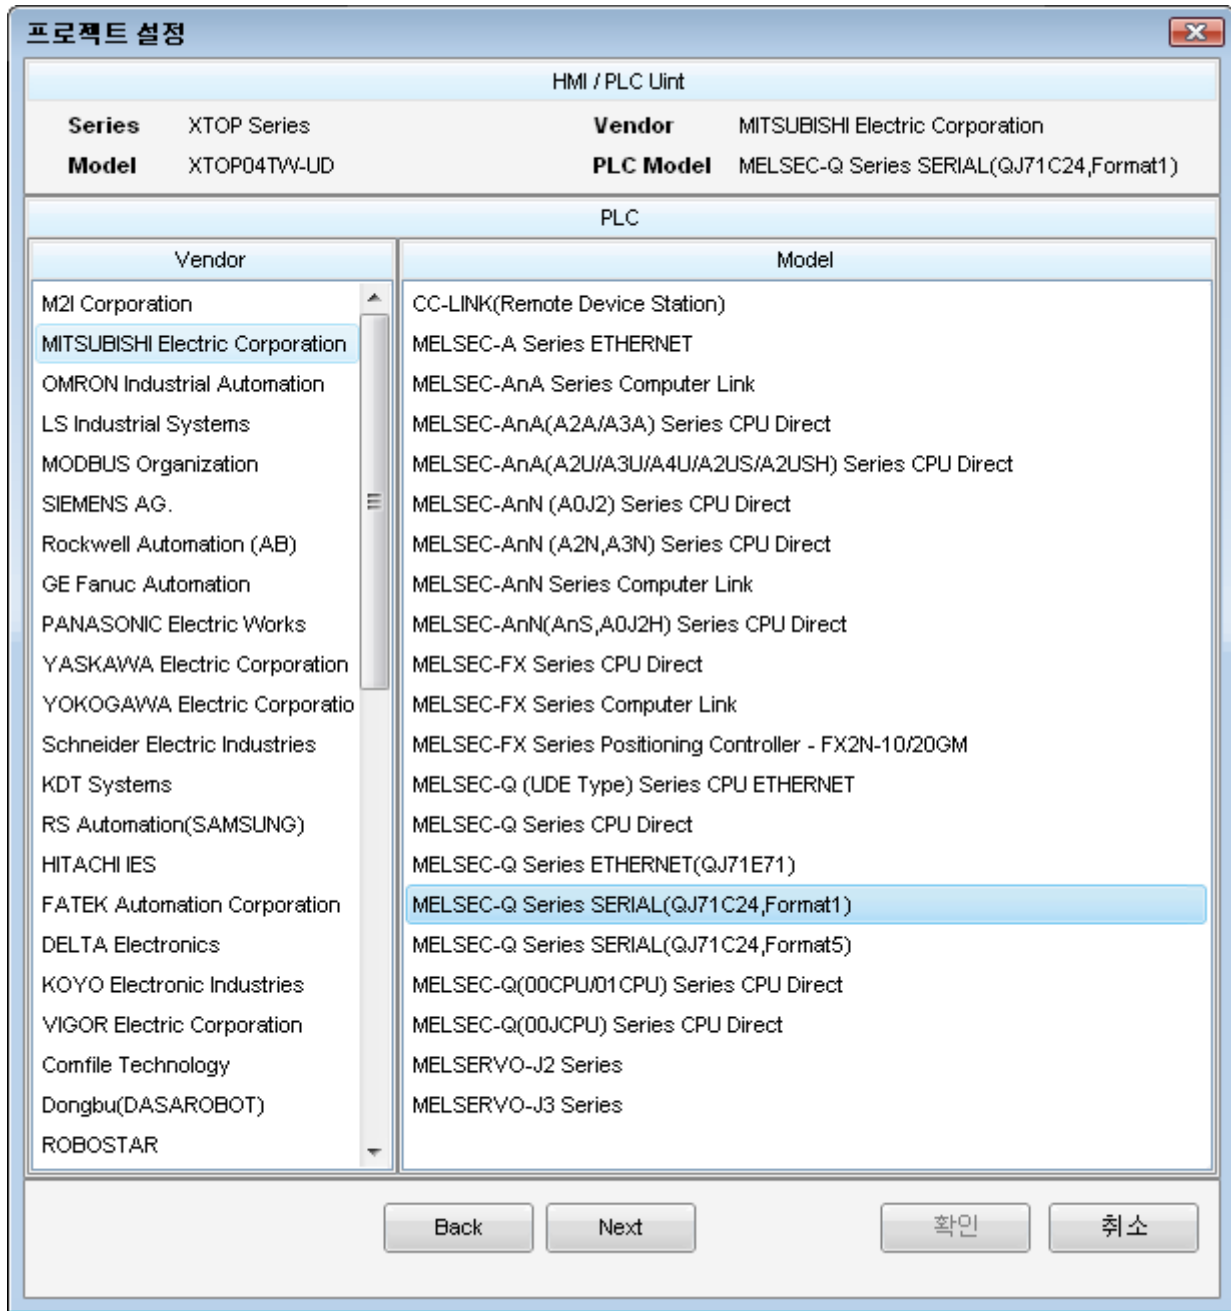 프로젝트 설정
HMI / PLC Uint
Series XTOP Series Vendor MITSUBISHI Electric Corporation
Model XTOP04TW-UD PLC Model MELSEC-Q Series SERIAL(QJ71C24,Format1)
PLC
Vendor
M2I Corporation
MITSUBISHI Electric Corporation
OMRON Industrial Automation
LS Industrial Systems
MODBUS Organization
SIEMENS AG.
Rockwell Automation (AB)
GE Fanuc Automation
PANASONIC Electric Works
YASKAWA Electric Corporation
YOKOGAWA Electric Corporatio
Schneider Electric Industries
KDT Systems
RS Automation(SAMSUNG)
HITACHI IES
FATEK Automation Corporation
DELTA Electronics
KOYO Electronic Industries
VIGOR Electric Corporation
Comfile Technology
Dongbu(DASAROBOT)
ROBOSTAR
Model
CC-LINK(Remote Device Station)
MELSEC-A Series ETHERNET
MELSEC-AnA Series Computer Link
MELSEC-AnA(A2A/A3A) Series CPU Direct
MELSEC-AnA(A2U/A3U/A4U/A2US/A2USH) Series CPU Direct
MELSEC-AnN (A0J2) Series CPU Direct
MELSEC-AnN (A2N,A3N) Series CPU Direct
MELSEC-AnN Series Computer Link
MELSEC-AnN(AnS,A0J2H) Series CPU Direct
MELSEC-FX Series CPU Direct
MELSEC-FX Series Computer Link
MELSEC-FX Series Positioning Controller - FX2N-10/20GM
MELSEC-Q (UDE Type) Series CPU ETHERNET
MELSEC-Q Series CPU Direct
MELSEC-Q Series ETHERNET(QJ71E71)
MELSEC-Q Series SERIAL(QJ71C24,Format1)
MELSEC-Q Series SERIAL(QJ71C24,Format5)
MELSEC-Q(00CPU/01CPU) Series CPU Direct
MELSEC-Q(00JCPU) Series CPU Direct
MELSERVO-J2 Series
MELSERVO-J3 Series
Back Next 확인 취소